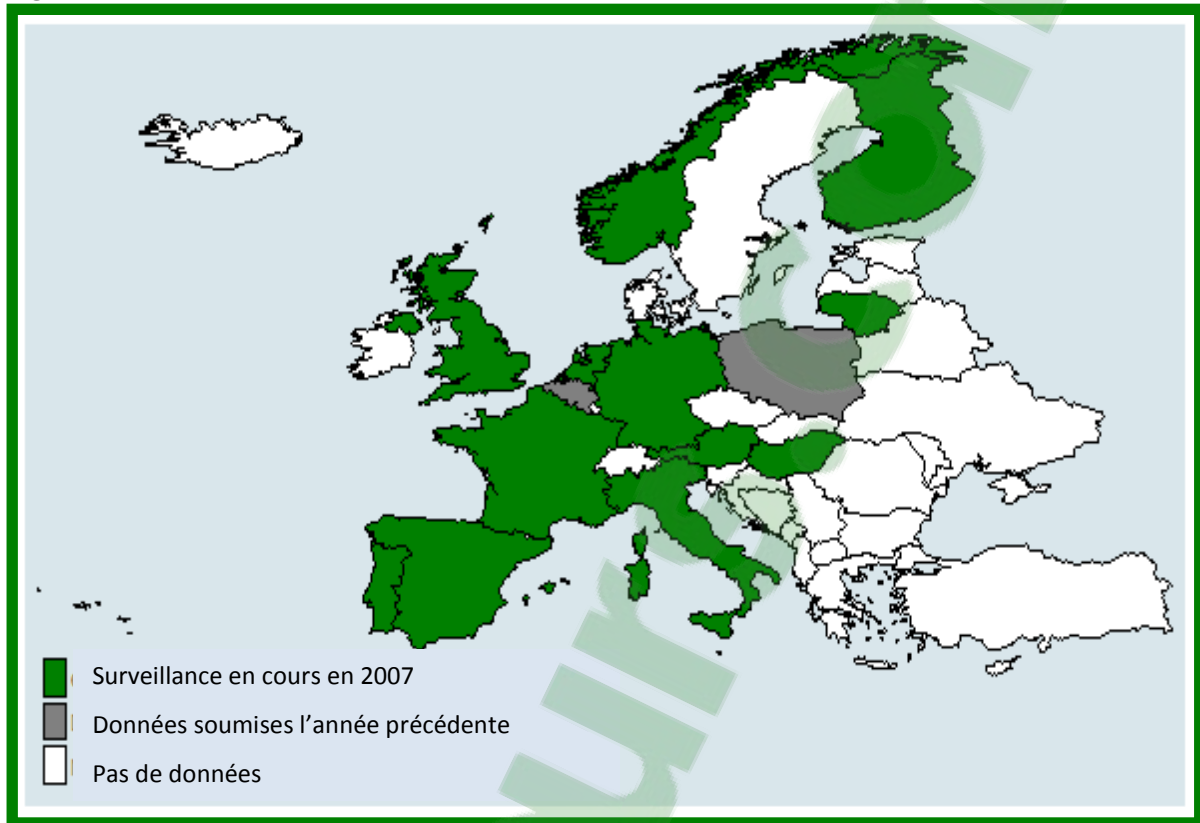 Surveillance en cours en 2007
Données soumises l’année précédente
Pas de données